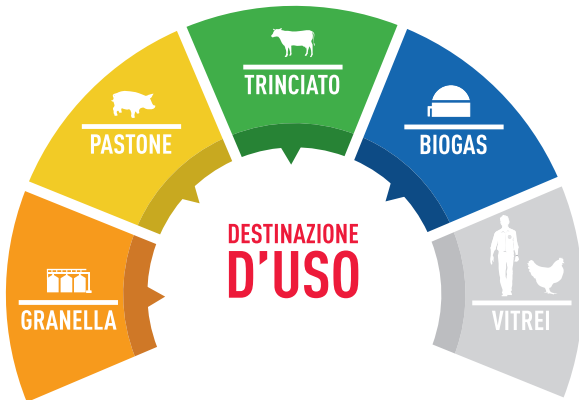 GRANELLA
PASTONE
TRINCIATO
BIOGAS
VITREI
DESTINAZIONE
D'USO